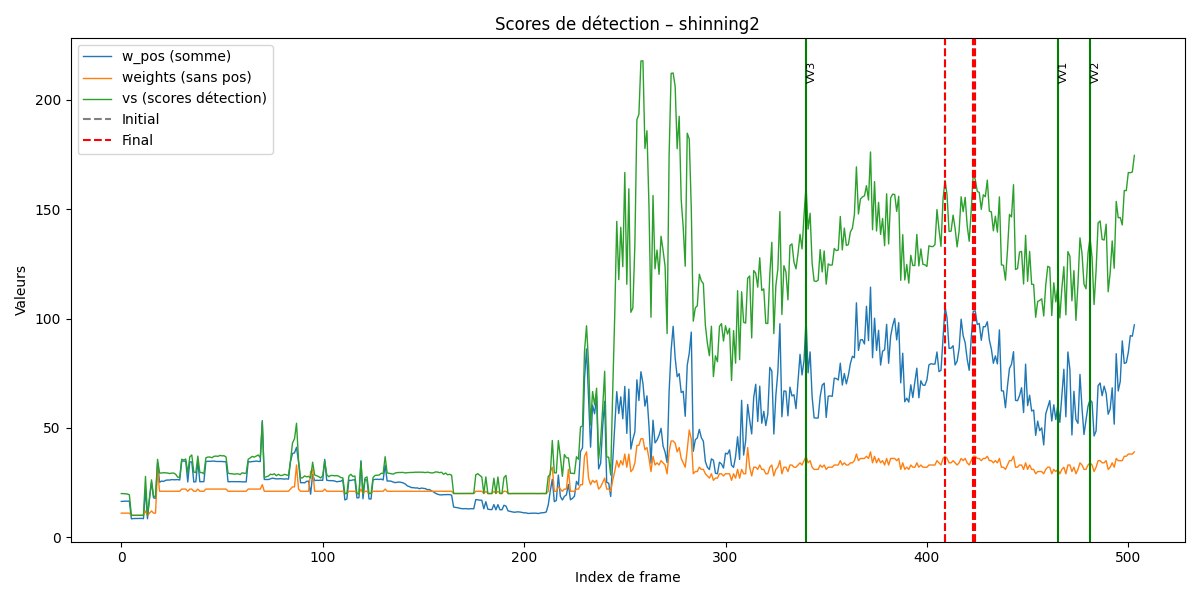 Scores de détection – shinning2
w_pos (somme)
weights (sans pos)
vs (scores détection)
Initial
Final
VV3
VV1
VV2
Valeurs
200
150
100
50
0
0
100
200
300
400
500
Index de frame